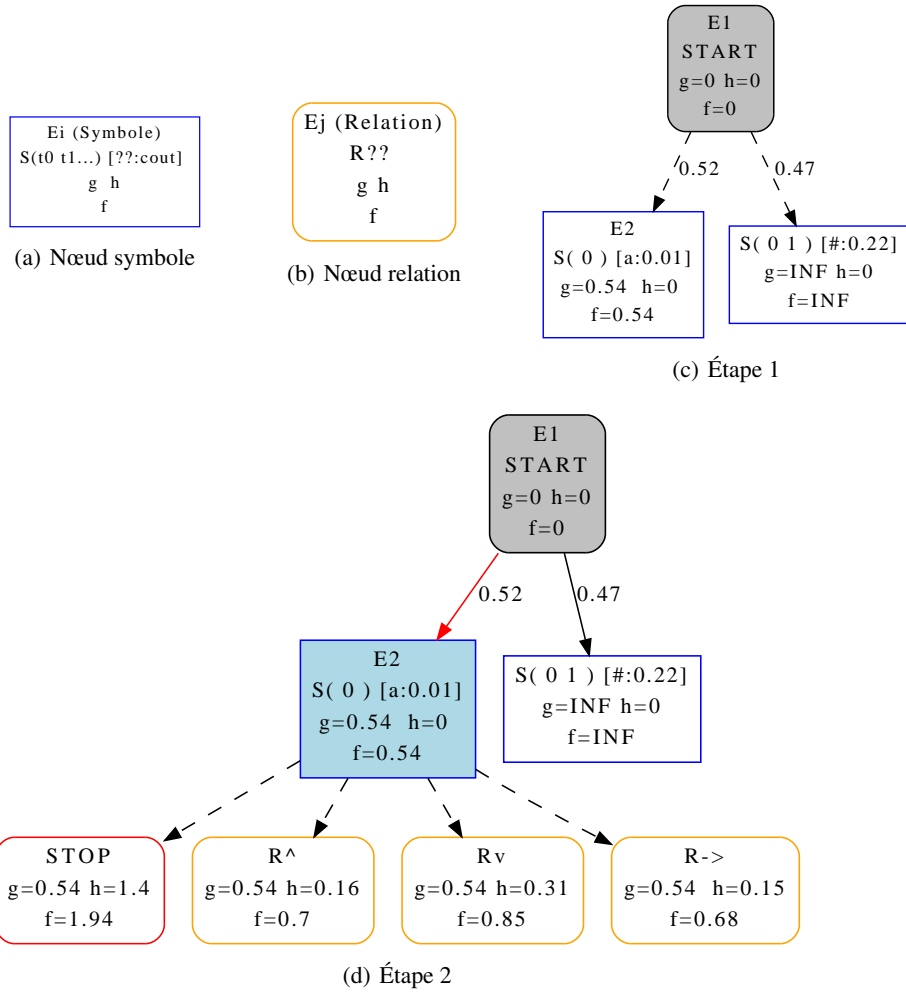 Ei (Symbole)
S(t0 t1...) [??:cout]
g h
f
(a) Nœud symbole
Ej (Relation)
R??
g h
f
(b) Nœud relation
E1
START
g=0 h=0
f=0
0.52
0.47
E2
S( 0 ) [a:0.01]
g=0.54 h=0
f=0.54
S( 0 1 ) [#:0.22]
g=INF h=0
f=INF
(c) Étape 1
E1
START
g=0 h=0
f=0
0.52
0.47
E2
S( 0 ) [a:0.01]
g=0.54 h=0
f=0.54
S( 0 1 ) [#:0.22]
g=INF h=0
f=INF
STOP
g=0.54 h=1.4
f=1.94
R^
g=0.54 h=0.16
f=0.7
Rv
g=0.54 h=0.31
f=0.85
R->
g=0.54 h=0.15
f=0.68
(d) Étape 2